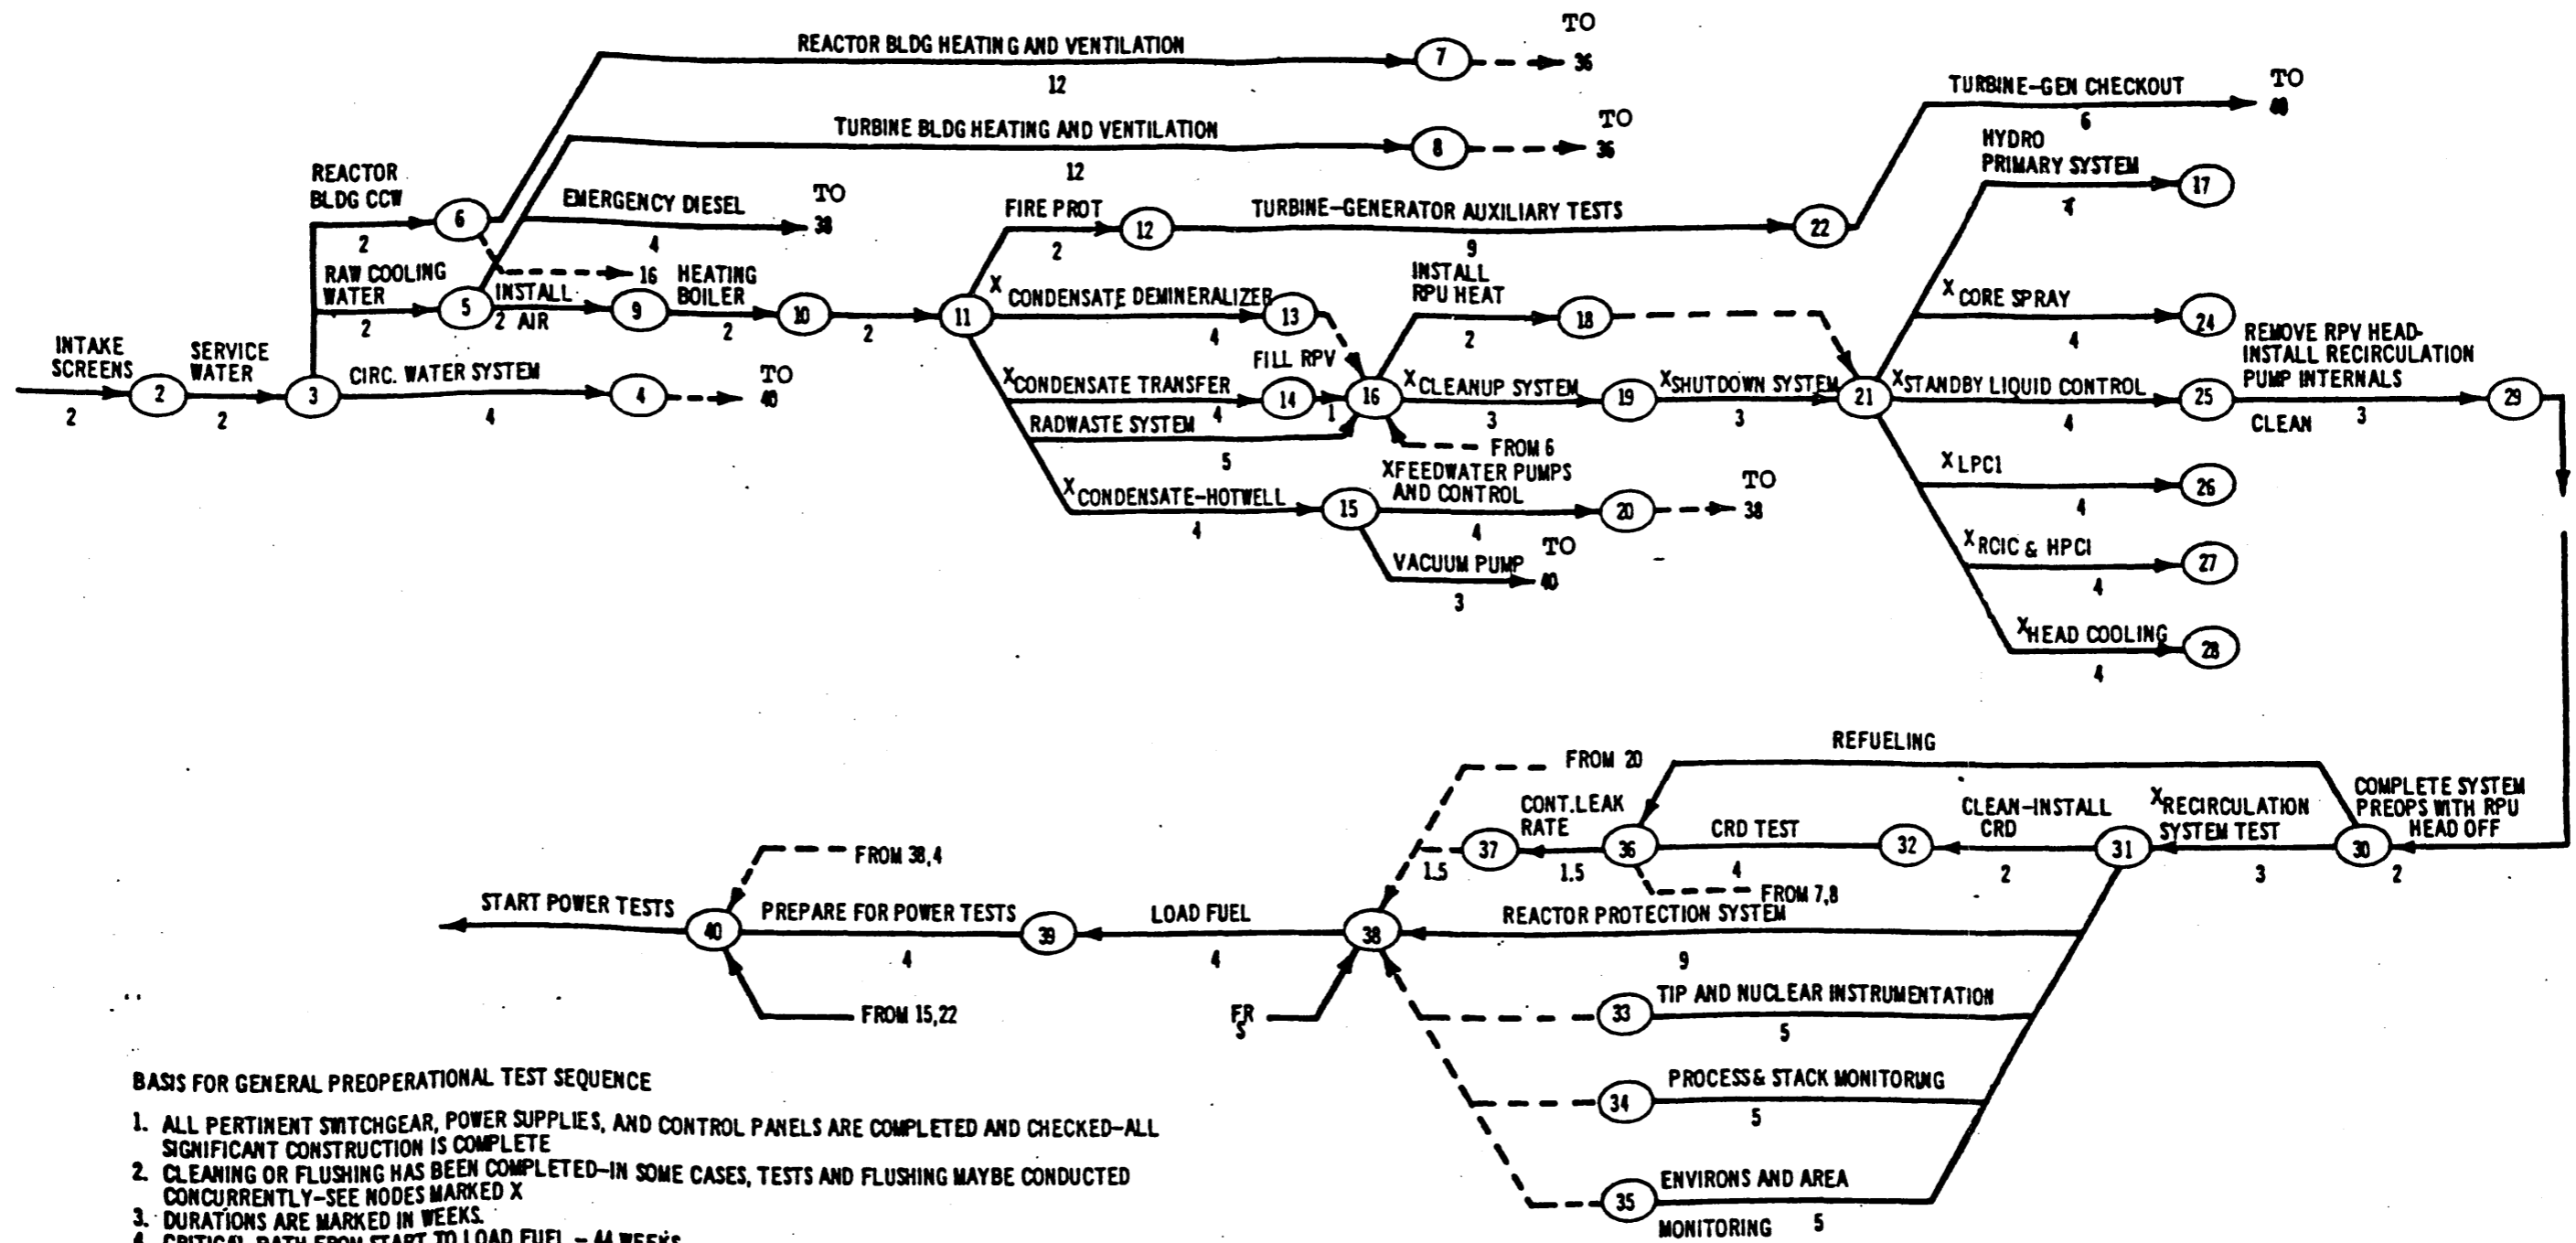 REACTOR BLDG HEATING AND VENTILATION
12
7
TO
36
TURBINE BLDG HEATING AND VENTILATION
12
8
TO
36
TURBINE-GEN CHECKOUT
6
TO
HYDRO
PRIMARY SYSTEM
4
17
REACTOR
BLDG CCW
2
6
EMERGENCY DIESEL
4
TO
38
16
FIRE PROT
2
12
TURBINE-GENERATOR AUXILIARY TESTS
9
22
RAW COOLING
WATER
2
5
INSTALL
2 AIR
9
HEATING
BOILER
2
10
2
11
X CONDENSATE DEMINERALIZER
4
13
INSTALL
RPU HEAT
2
18
X CORE SPRAY
4
24
INTAKE
SCREENS
2
2
SERVICE
WATER
2
3
CIRC. WATER SYSTEM
4
4
TO
40
X CONDENSATE TRANSFER
4
FILL RPV
14
1
16
X CLEANUP SYSTEM
3
19
X SHUTDOWN SYSTEM
3
21
X STANDBY LIQUID CONTROL
4
25
REMOVE RPV HEAD-
INSTALL RECIRCULATION
PUMP INTERNALS
3
CLEAN
29
RADWASTE SYSTEM
5
FROM 6
X CONDENSATE-HOTWELL
4
15
X FEEDWATER PUMPS
AND CONTROL
4
20
TO
38
VACUUM PUMP
3
TO
40
X LPCI
4
26
X RCIC & HPCI
4
27
X HEAD COOLING
4
28
REFUELING
FROM 20
CONT. LEAK
RATE
1.5
37
1.5
36
CRD TEST
4
32
CLEAN-INSTALL
CRD
2
31
X RECIRCULATION
SYSTEM TEST
3
30
COMPLETE SYSTEM
PREOPS WITH RPU
HEAD OFF
2
FROM 7,8
FROM 38,4
START POWER TESTS
40
PREPARE FOR POWER TESTS
4
39
LOAD FUEL
4
38
REACTOR PROTECTION SYSTEM
9
FROM 15,22
FR
5
33
TIP AND NUCLEAR INSTRUMENTATION
5
34
PROCESS & STACK MONITORING
5
35
ENVIRONS AND AREA
MONITORING 5
BASIS FOR GENERAL PREOPERATIONAL TEST SEQUENCE
1. ALL PERTINENT SWITCHGEAR, POWER SUPPLIES, AND CONTROL PANELS ARE COMPLETED AND CHECKED-ALL
SIGNIFICANT CONSTRUCTION IS COMPLETE
2. CLEANING OR FLUSHING HAS BEEN COMPLETED-IN SOME CASES, TESTS AND FLUSHING MAYBE CONDUCTED
CONCURRENTLY-SEE NODES MARKED X
3. DURATIONS ARE MARKED IN WEEKS.
4. CRITICAL PATH FROM START TO LOAD FUEL - 44 WEEKS